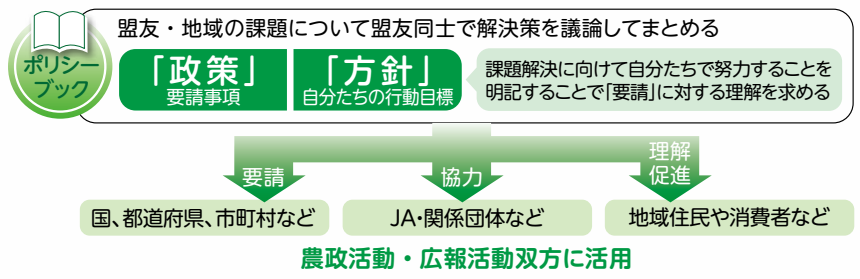 盟友・地域の課題について盟友同士で解決策を議論してまとめる
ポリシー
ブック
「政策」
要請事項
「方針」
自分たちの行動目標
課題解決に向けて自分たちで努力することを
明記することで「要請」に対する理解を求める
要請
協力
理解
促進
国、都道府県、市町村など
JA・関係団体など
地域住民や消費者など
農政活動・広報活動双方に活用